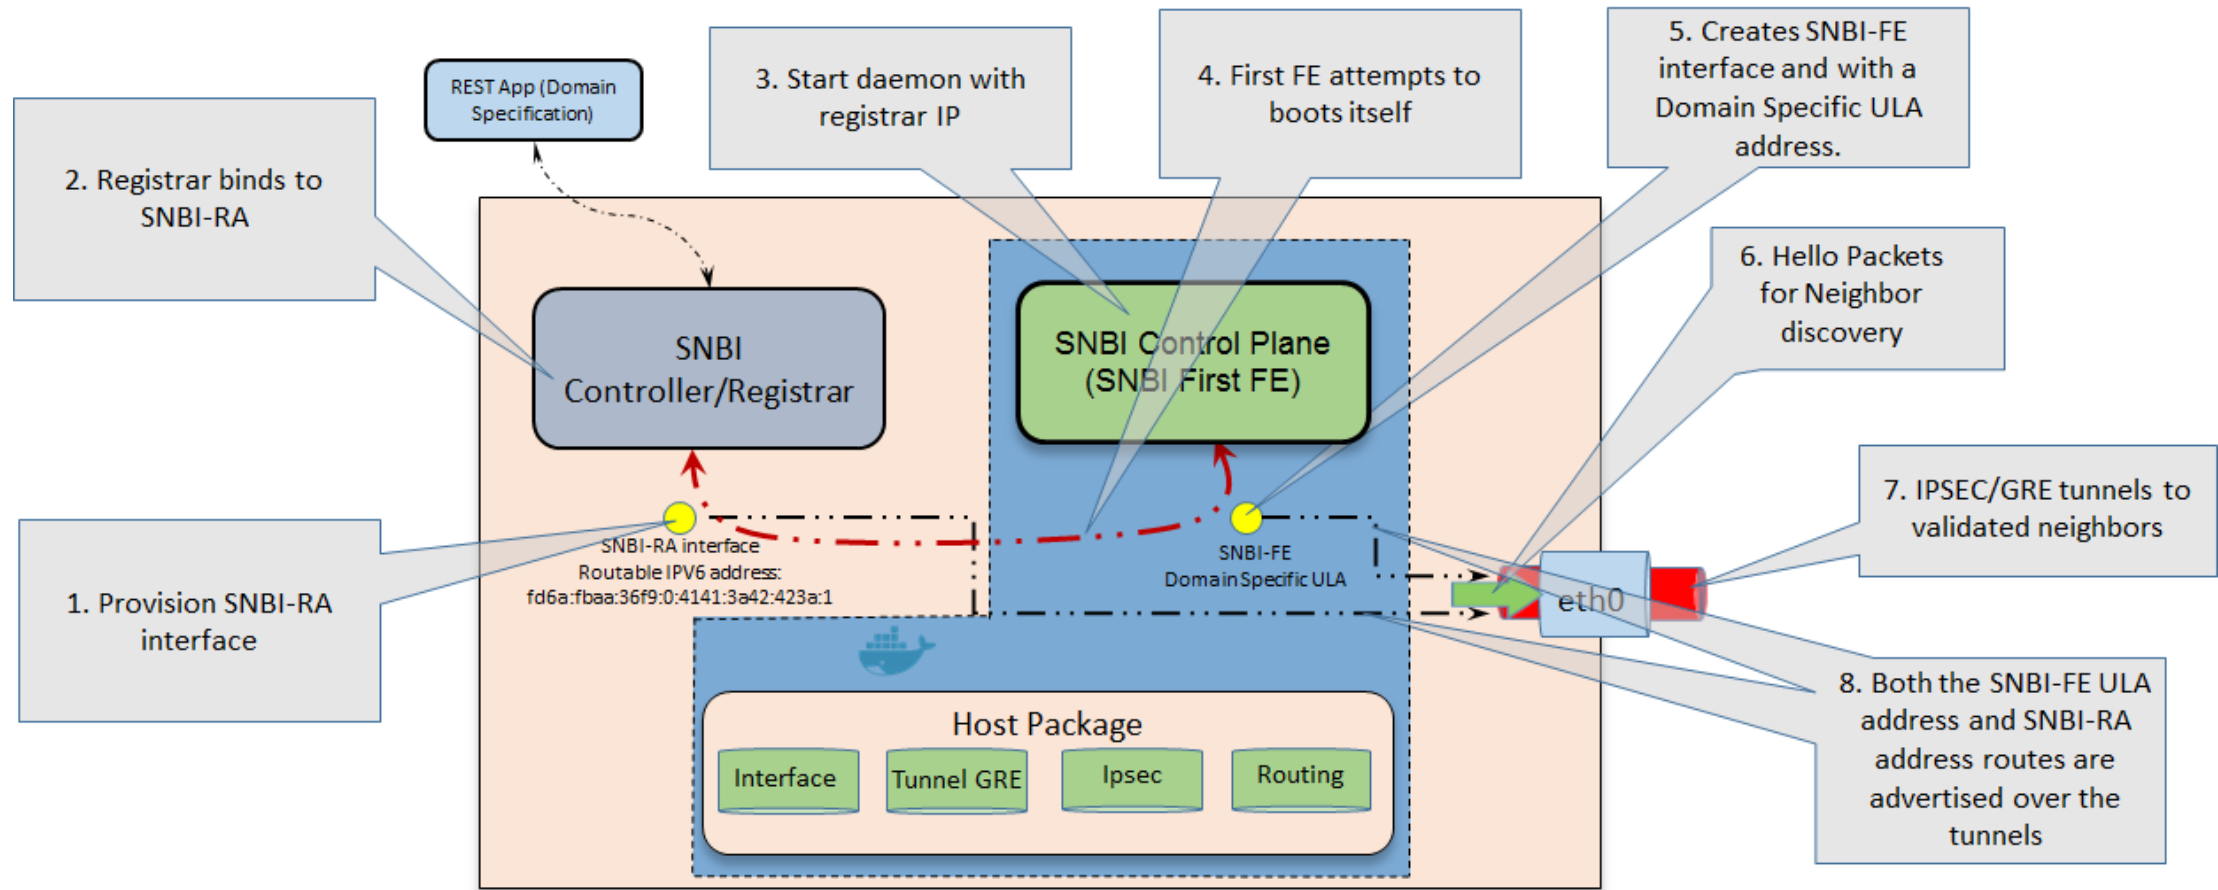 REST App (Domain
Specification)
2. Registrar binds to
SNBI-RA
3. Start daemon with
registrar IP
4. First FE attempts to
boots itself
5. Creates SNBI-FE
interface and with a
Domain Specific ULA
address.
6. Hello Packets
for Neighbor
discovery
SNBI
Controller/Registrar
SNBI Control Plane
(SNBI First FE)
7. IPSEC/GRE tunnels to
validated neighbors
1. Provision SNBI-RA
interface
SNBI-RA interface
Routable IPV6 address:
fd6a:fbaa:36f9:0:4141:3a42:423a:1
SNBI-FE
Domain Specific ULA
eth0
8. Both the SNBI-FE ULA
address and SNBI-RA
address routes are
advertised over the
tunnels
Host Package
Interface
Tunnel GRE
Ipsec
Routing